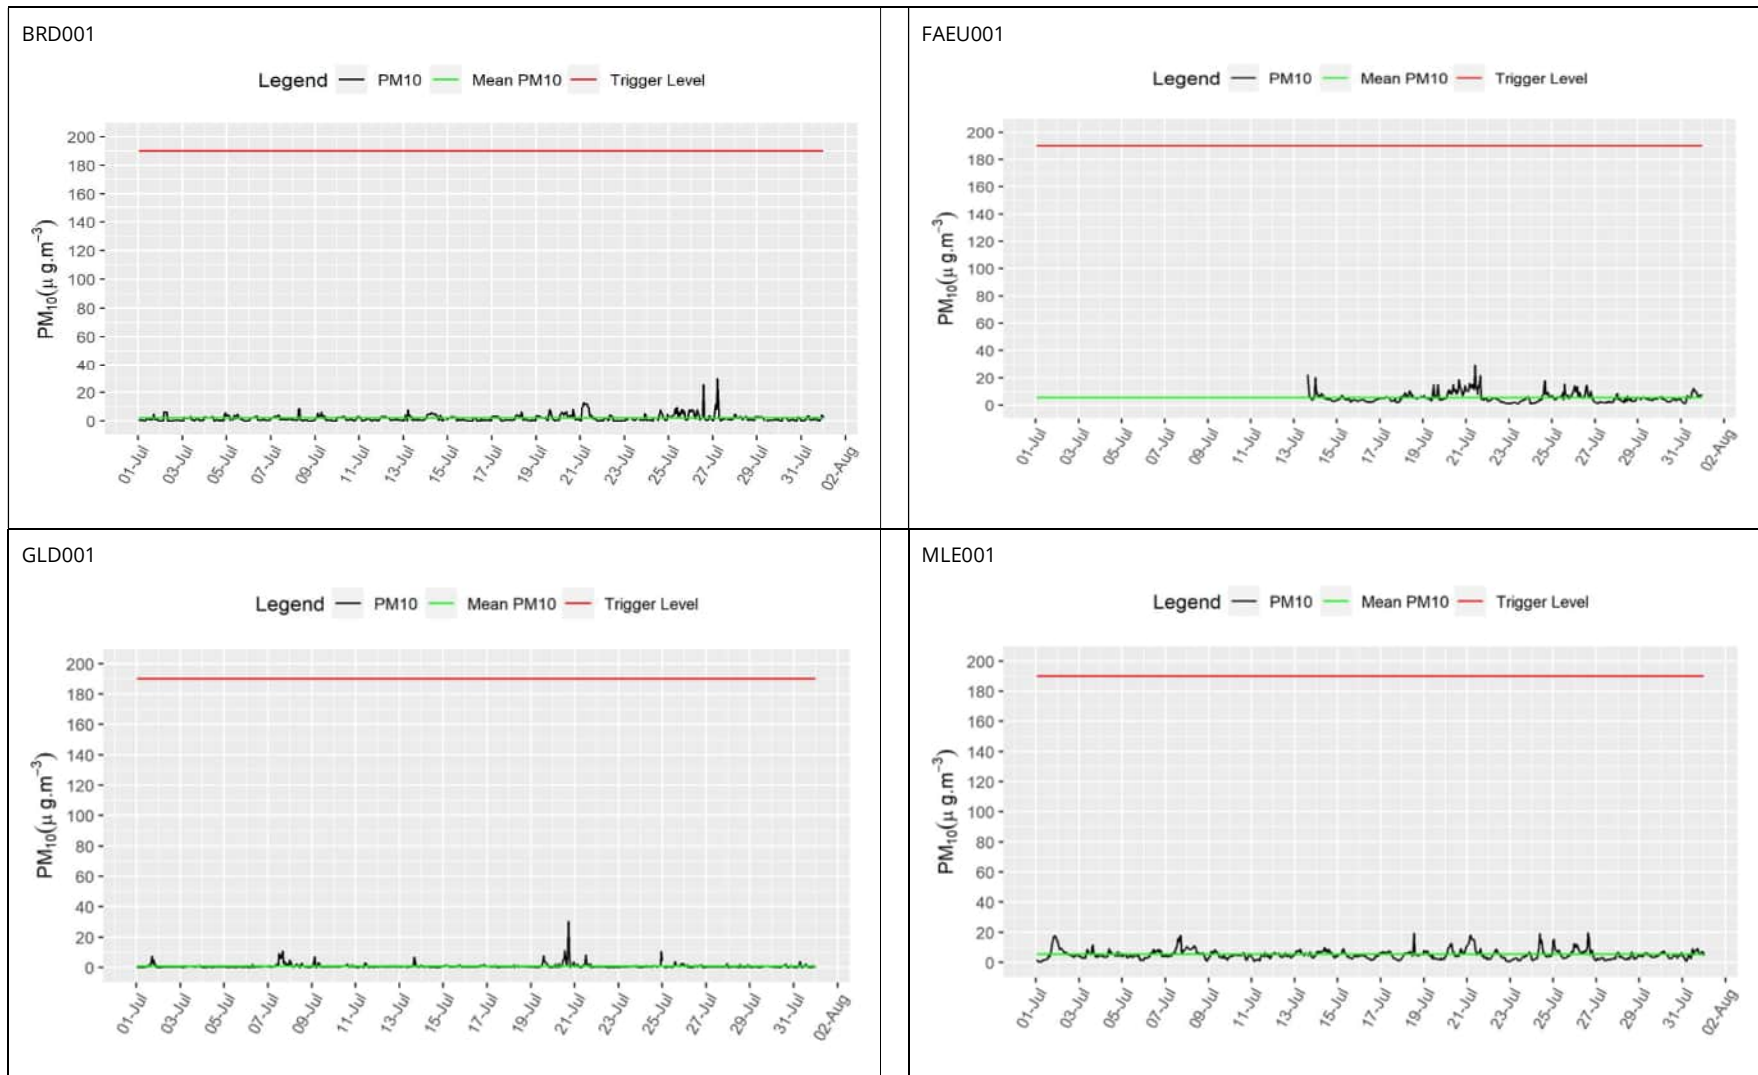 BRD001
Legend PM10 Mean PM10 Trigger Level
PM10(μ g.m−3)
200
180
160
140
120
100
80
60
40
20
0
01-Jul 03-Jul 05-Jul 07-Jul 09-Jul 11-Jul 13-Jul 15-Jul 17-Jul 19-Jul 21-Jul 23-Jul 25-Jul 27-Jul 29-Jul 31-Jul 02-Aug
FAEU001
Legend PM10 Mean PM10 Trigger Level
PM10(μ g.m−3)
200
180
160
140
120
100
80
60
40
20
0
01-Jul 03-Jul 05-Jul 07-Jul 09-Jul 11-Jul 13-Jul 15-Jul 17-Jul 19-Jul 21-Jul 23-Jul 25-Jul 27-Jul 29-Jul 31-Jul 02-Aug
GLD001
Legend PM10 Mean PM10 Trigger Level
PM10(μ g.m−3)
200
180
160
140
120
100
80
60
40
20
0
01-Jul 03-Jul 05-Jul 07-Jul 09-Jul 11-Jul 13-Jul 15-Jul 17-Jul 19-Jul 21-Jul 23-Jul 25-Jul 27-Jul 29-Jul 31-Jul 02-Aug
MLE001
Legend PM10 Mean PM10 Trigger Level
PM10(μ g.m−3)
200
180
160
140
120
100
80
60
40
20
0
01-Jul 03-Jul 05-Jul 07-Jul 09-Jul 11-Jul 13-Jul 15-Jul 17-Jul 19-Jul 21-Jul 23-Jul 25-Jul 27-Jul 29-Jul 31-Jul 02-Aug